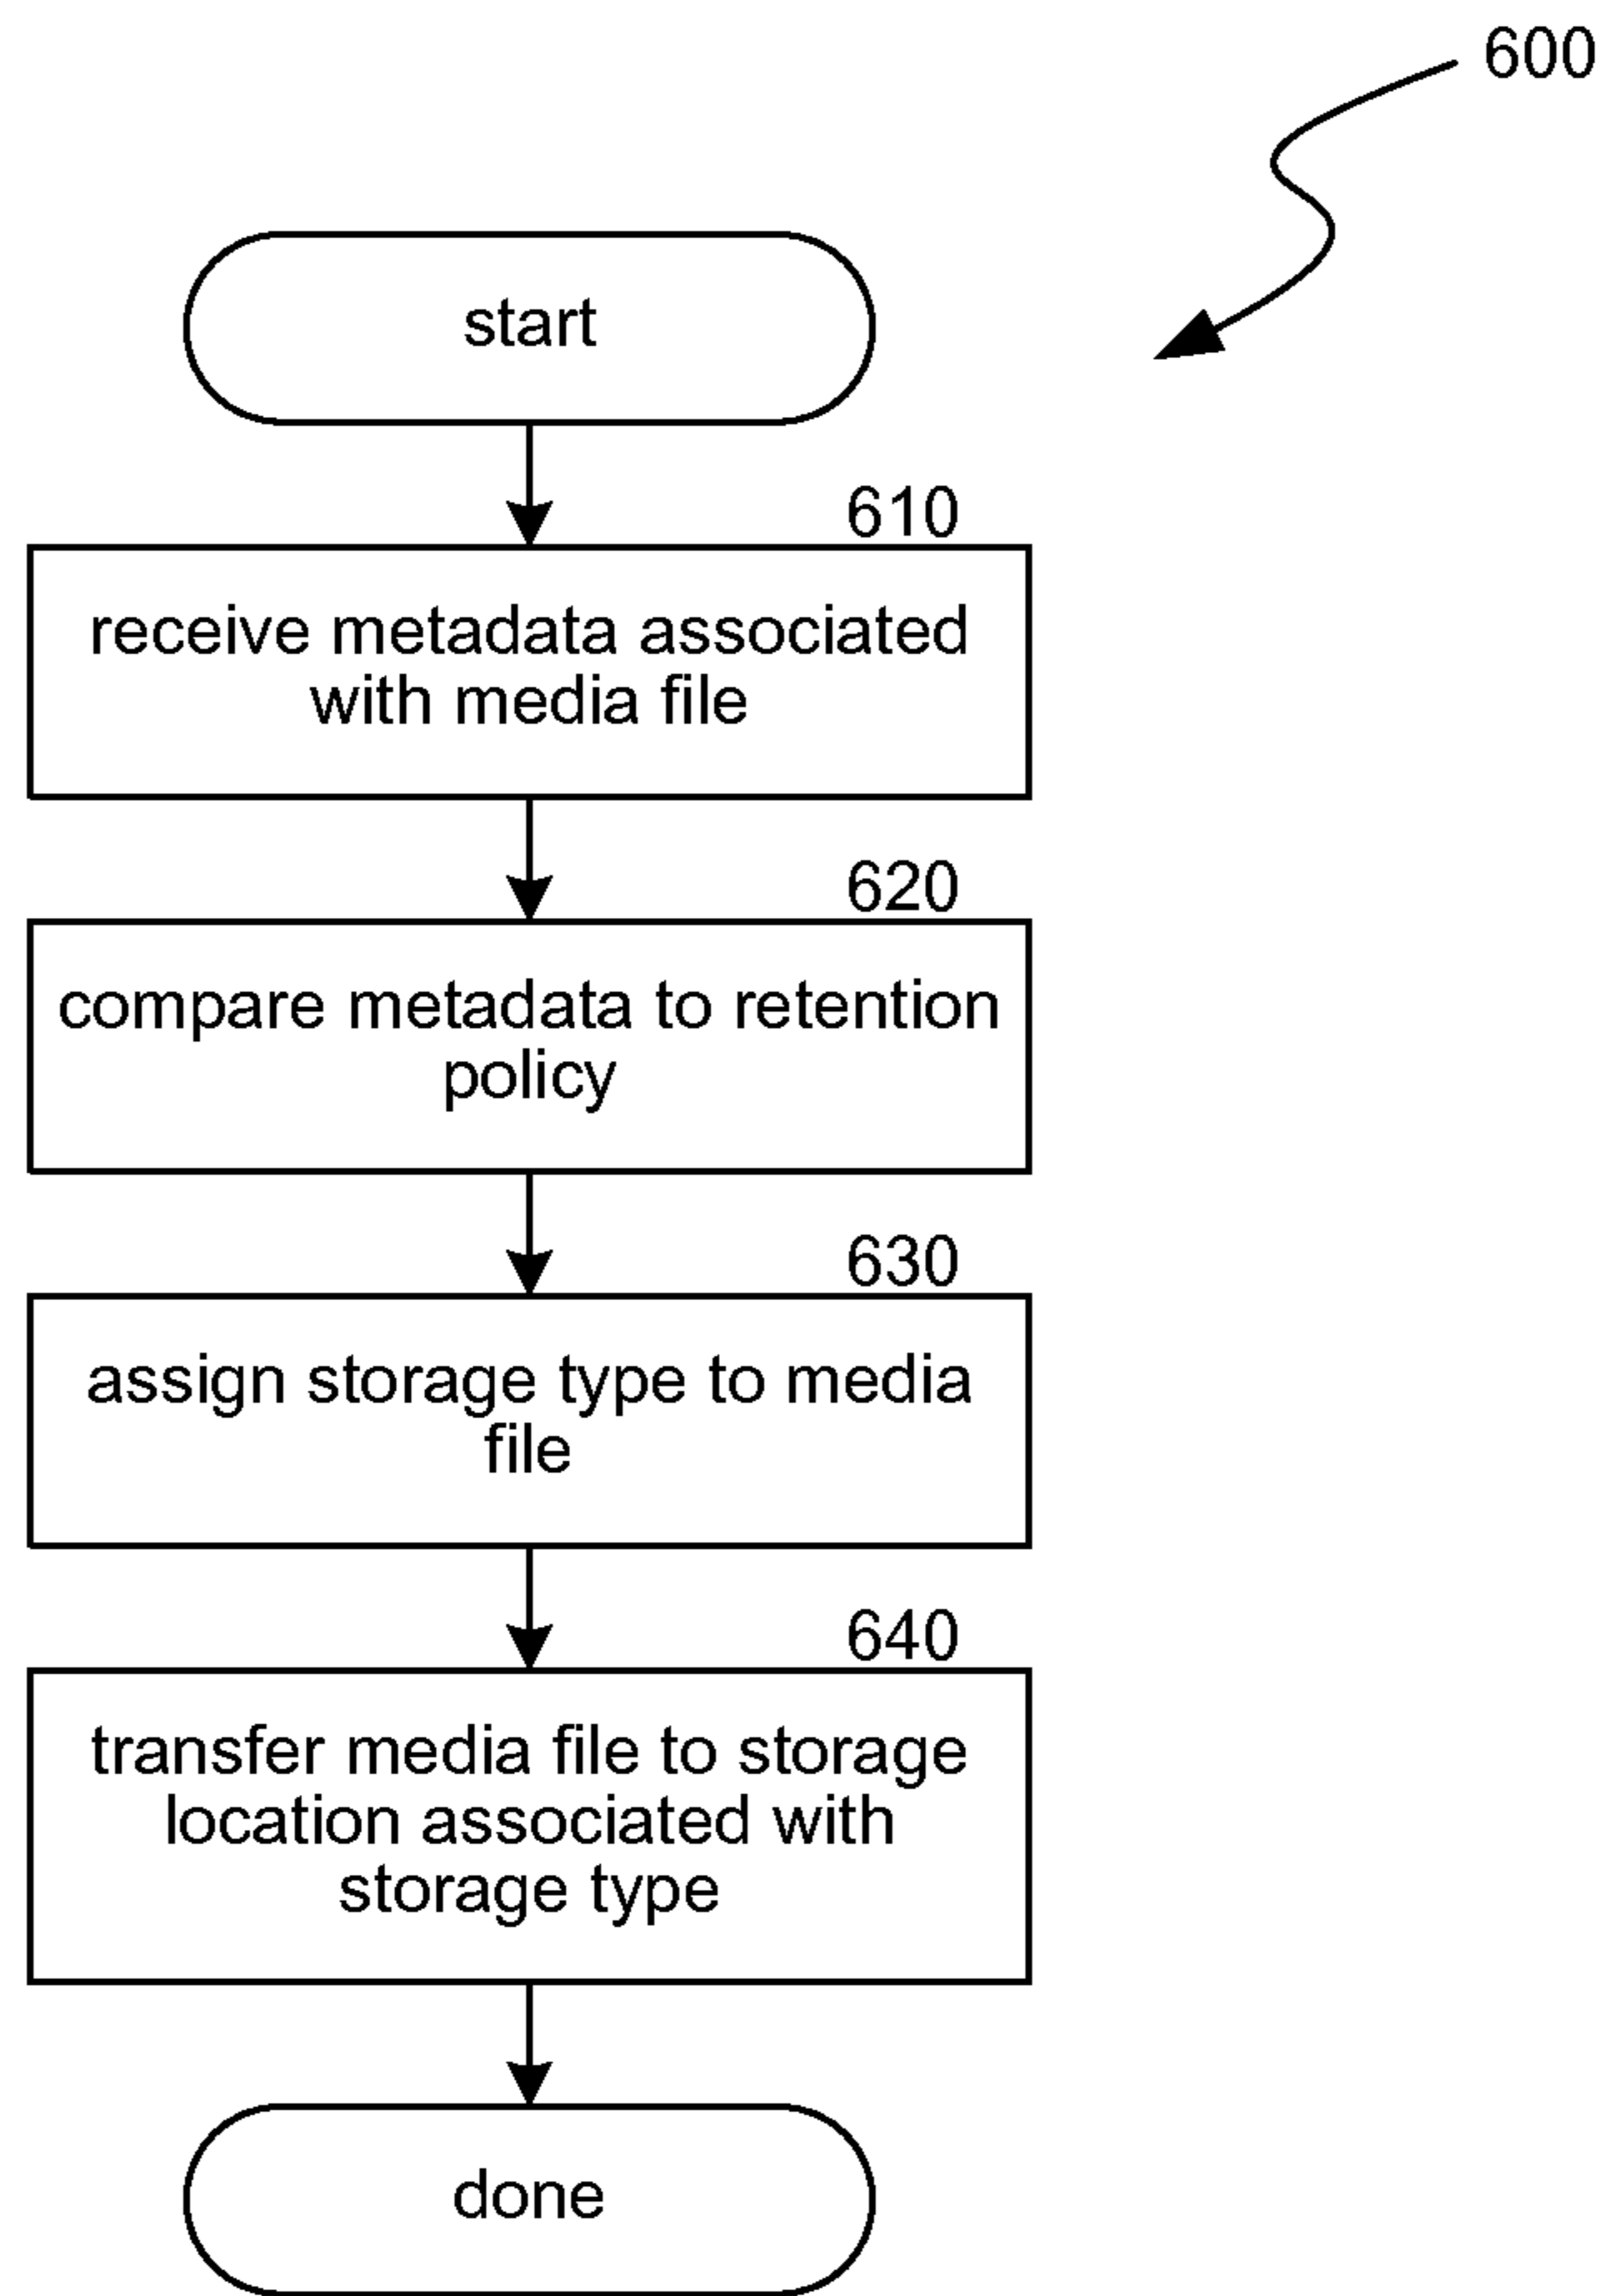 600
start
610
receive metadata associated
with media file
620
compare metadata to retention
policy
630
assign storage type to media
file
640
transfer media file to storage
location associated with
storage type
done